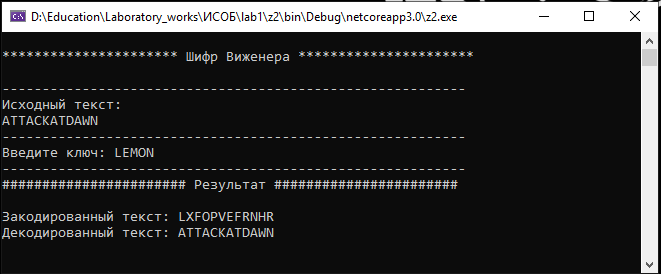 D:\Education\Laboratory_works\ИСОБ\lab1\z2\bin\Debug\netcoreapp3.0\z2.exe
********************** Шифр Виженера **********************
----------------------------------------------------------
Исходный текст:
ATTACKATDAWN
----------------------------------------------------------
Введите ключ: LEMON
----------------------------------------------------------
####################### Результат #######################
Закодированный текст: LXFOPVEFRNHR
Декодированный текст: ATTACKATDAWN